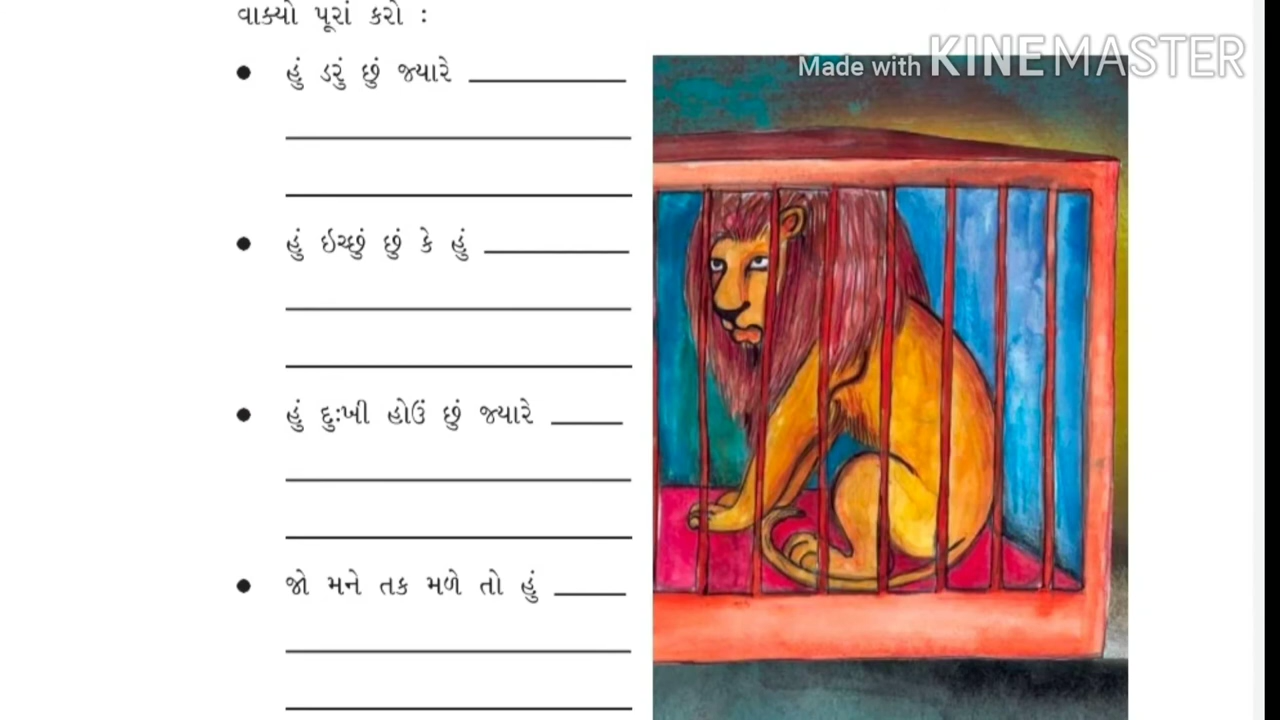 વાક્યો પૂરાં કરો :
Made with KINEMASTER
• હું ડરું છું જ્યારે
• હું ઇચ્છું છું કે હું
• હું દુઃખી હોઉં છું જ્યારે
• જો મને તક મળે તો હું